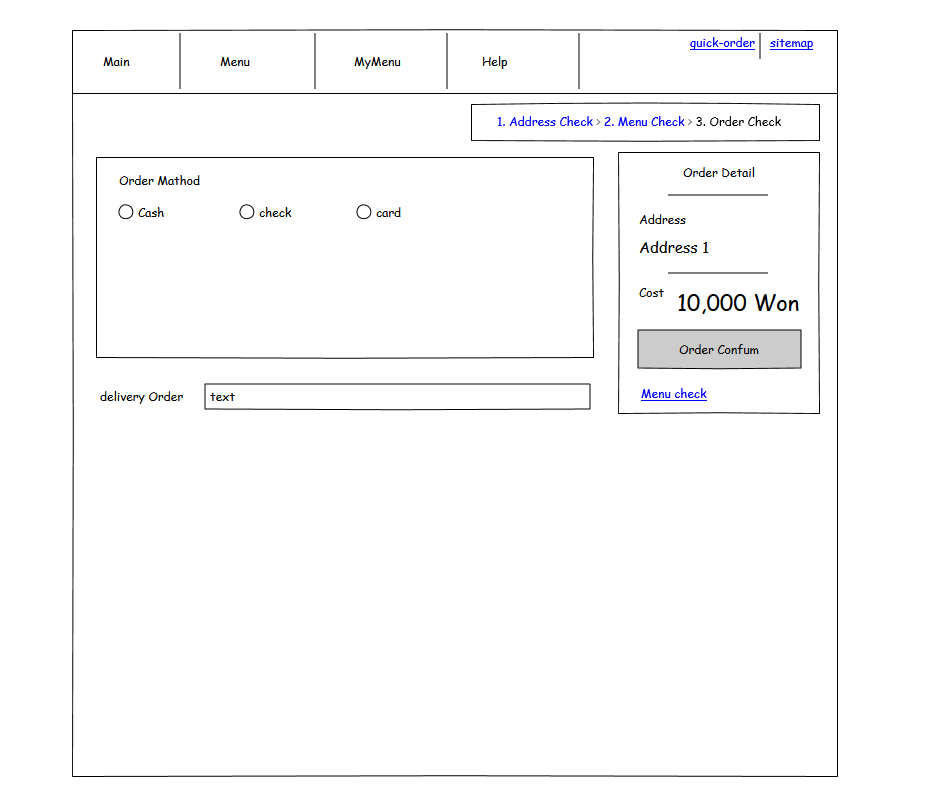 Main Menu MyMenu Help quick-order sitemap
1. Address Check > 2. Menu Check > 3. Order Check
Order Mathod
Cash check card
delivery Order text
Order Detail
Address
Address 1
Cost 10,000 Won
Order Confum
Menu check